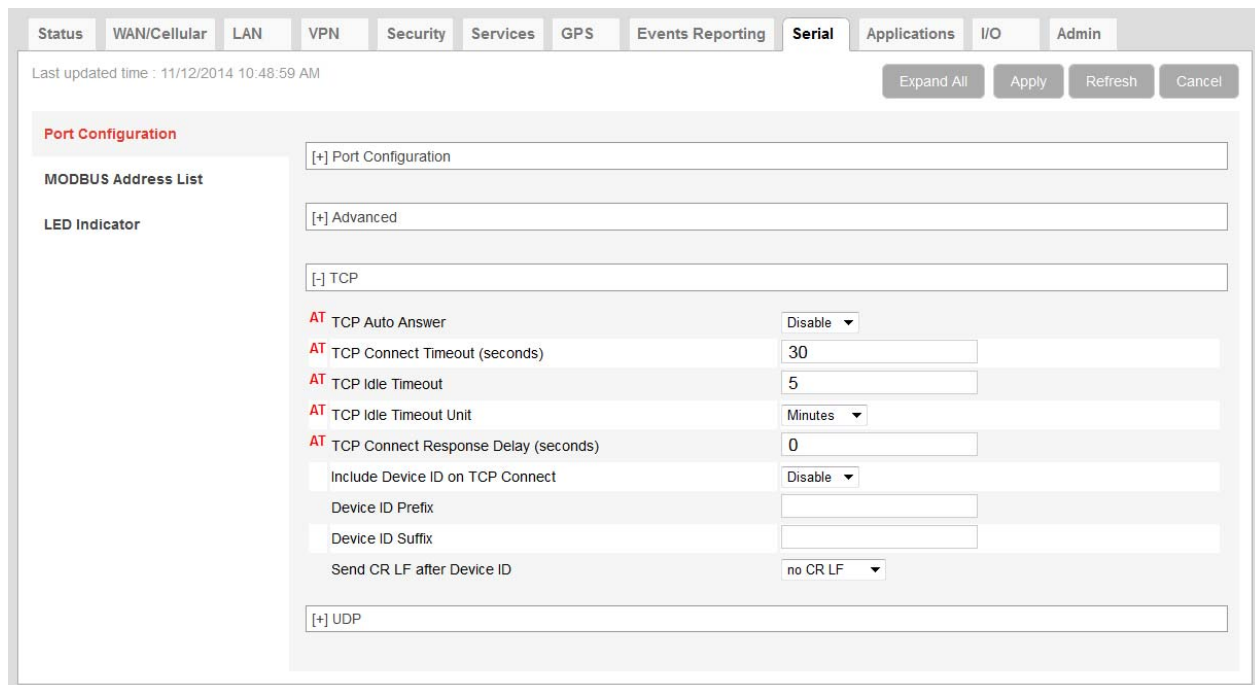 Status WAN/Cellular LAN VPN Security Services GPS Events Reporting Serial Applications I/O Admin
Last updated time : 11/12/2014 10:48:59 AM
Expand All Apply Refresh Cancel
Port Configuration
MODBUS Address List
LED Indicator
[+] Port Configuration
[+] Advanced
[-] TCP
AT TCP Auto Answer Disable
AT TCP Connect Timeout (seconds) 30
AT TCP Idle Timeout 5
AT TCP Idle Timeout Unit Minutes
AT TCP Connect Response Delay (seconds) 0
Include Device ID on TCP Connect Disable
Device ID Prefix
Device ID Suffix
Send CR LF after Device ID no CR LF
[+] UDP